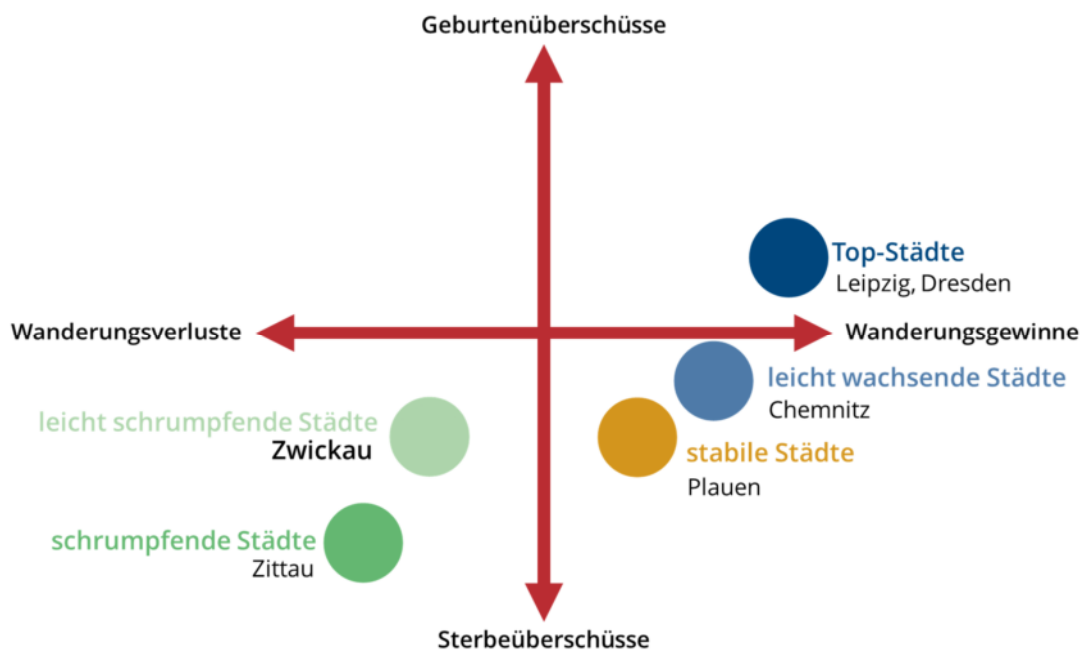 Geburtenüberschüsse
Top-Städte
Leipzig, Dresden
Wanderungsverluste
Wanderungsgewinne
leicht wachsende Städte
Chemnitz
leicht schrumpfende Städte
Zwickau
stabile Städte
Plauen
schrumpfende Städte
Zittau
Sterbeüberschüsse